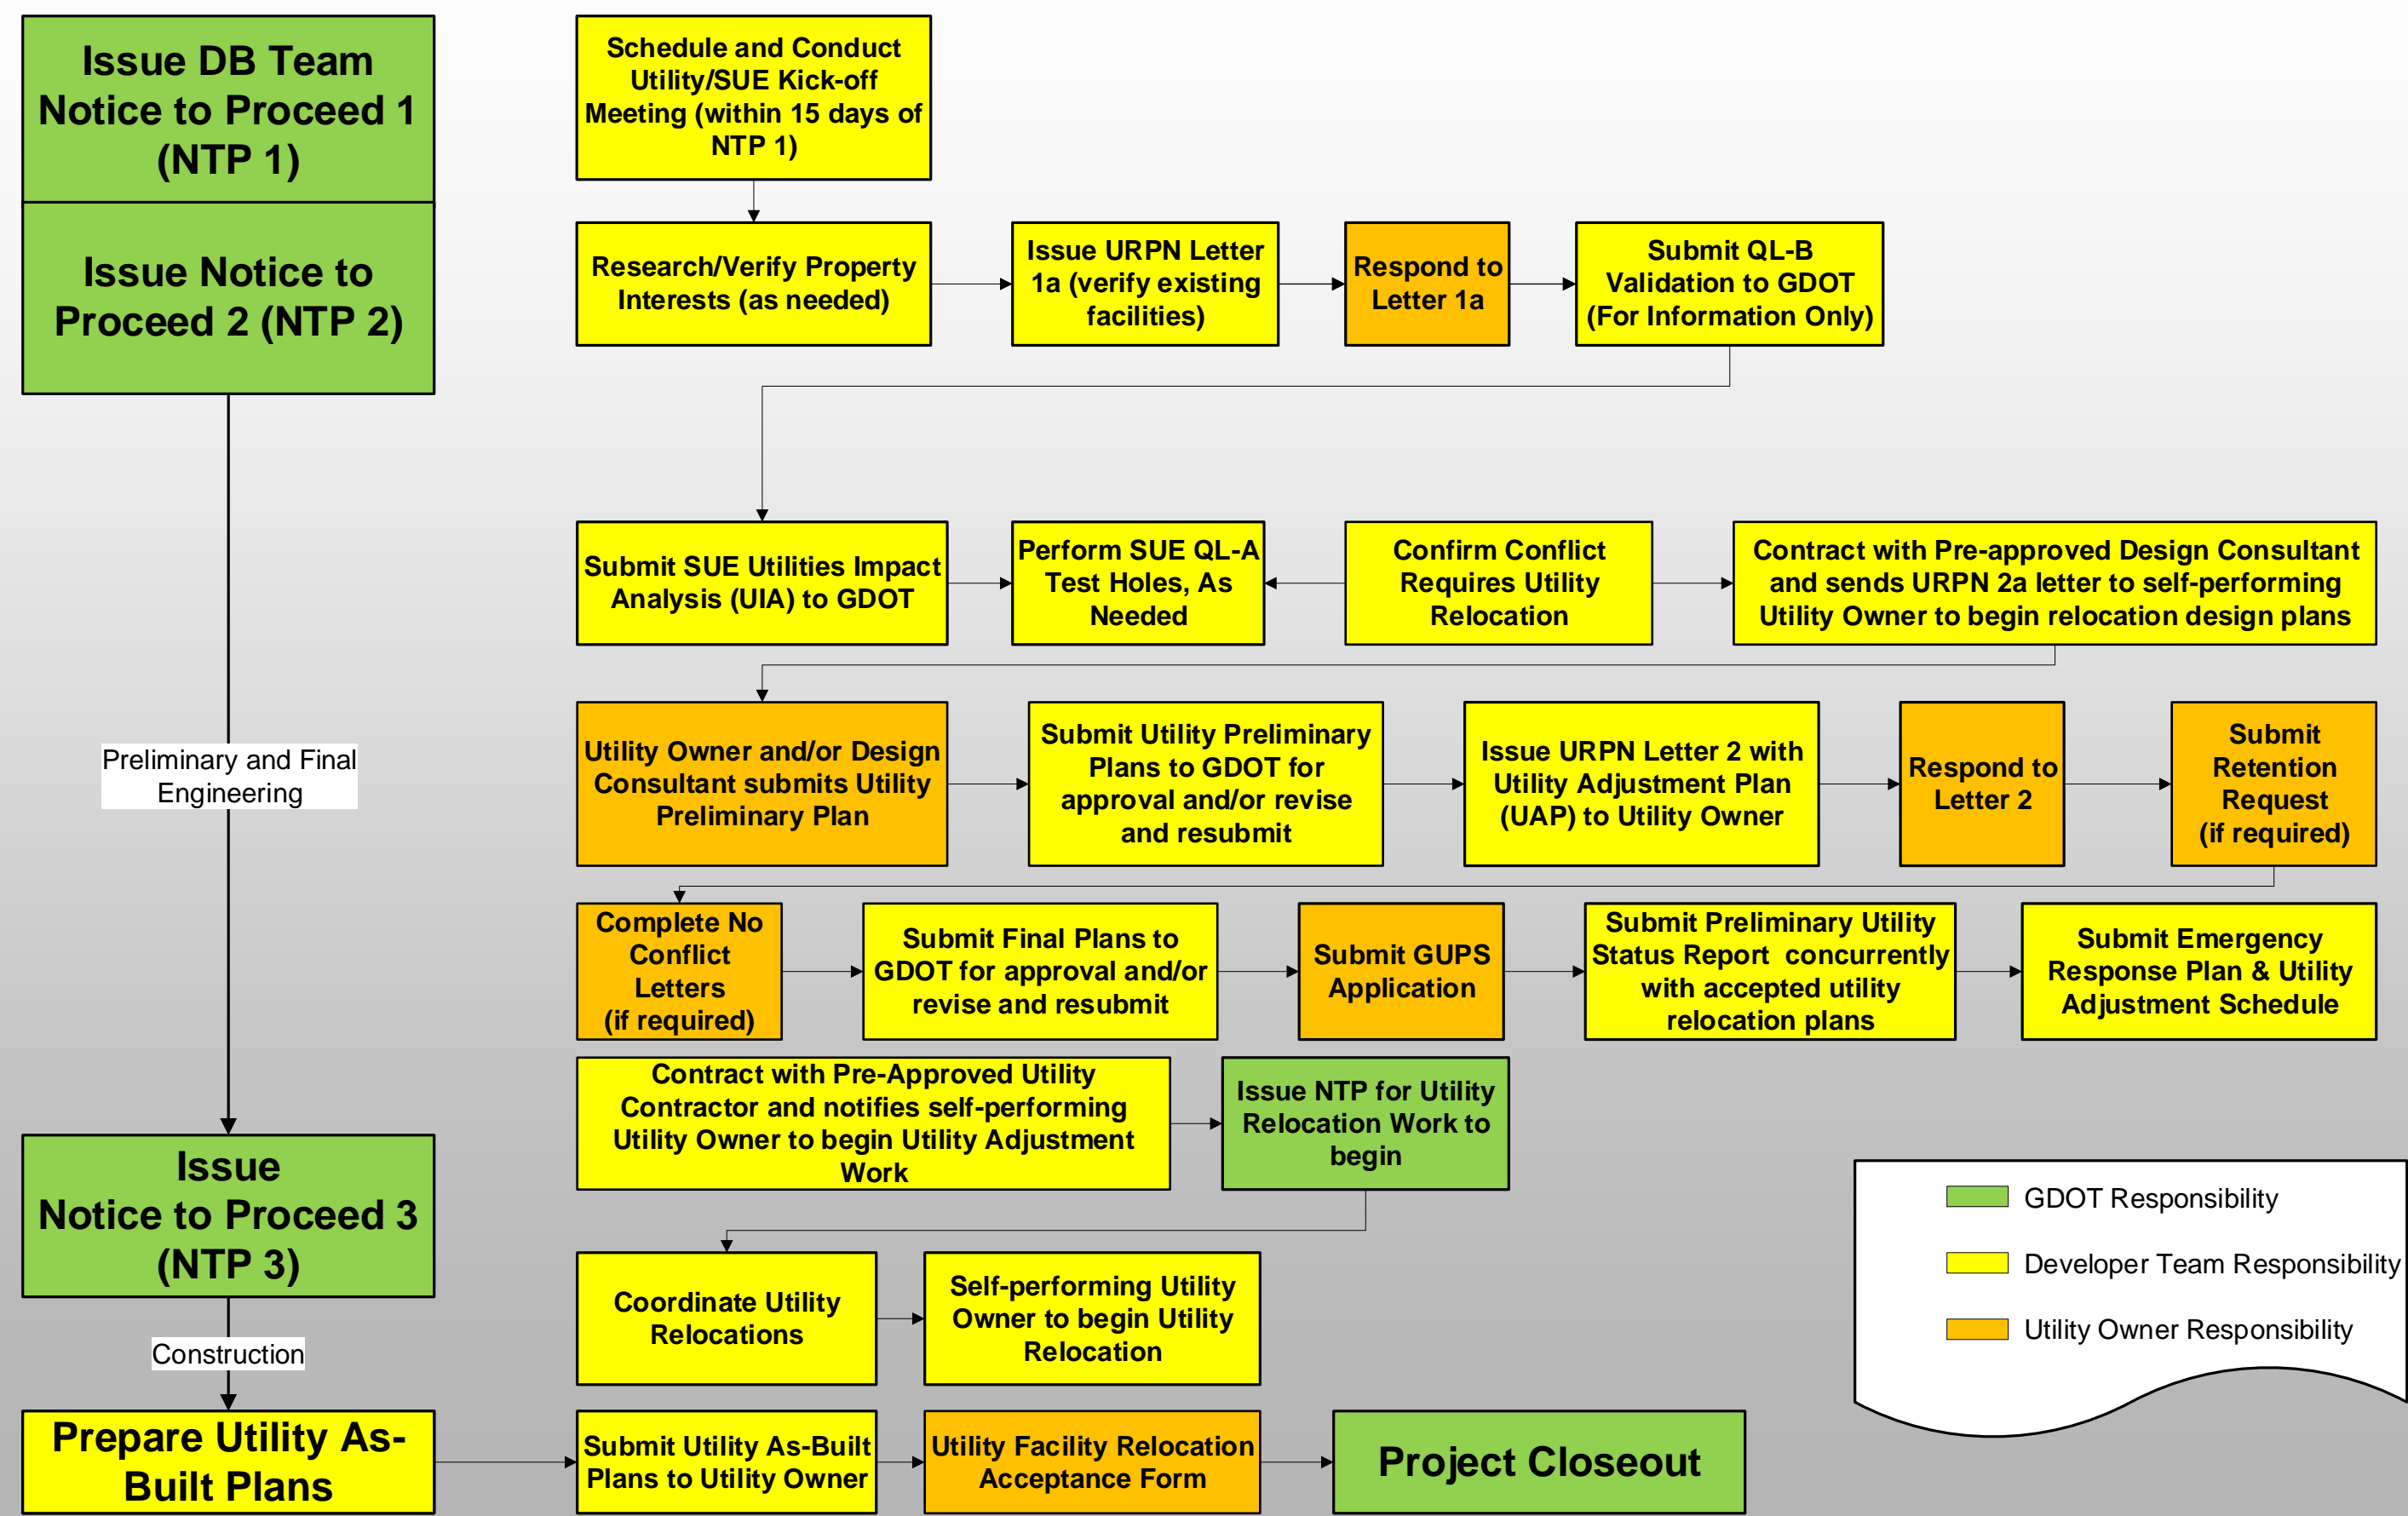 Issue DB Team
Notice to Proceed 1
(NTP 1)
Schedule and Conduct
Utility/SUE Kick-off
Meeting (within 15 days of
NTP 1)
Issue Notice to
Proceed 2 (NTP 2)
Research/Verify Property
Interests (as needed)
Issue URPN Letter
1a (verify existing
facilities)
Respond to
Letter 1a
Submit QL-B
Validation to GDOT
(For Information Only)
Submit SUE Utilities Impact
Analysis (UIA) to GDOT
Perform SUE QL-A
Test Holes, As
Needed
Confirm Conflict
Requires Utility
Relocation
Contract with Pre-approved Design Consultant
and sends URPN 2a letter to self-performing
Utility Owner to begin relocation design plans
Preliminary and Final
Engineering
Utility Owner and/or Design
Consultant submits Utility
Preliminary Plan
Submit Utility Preliminary
Plans to GDOT for
approval and/or revise
and resubmit
Issue URPN Letter 2 with
Utility Adjustment Plan
(UAP) to Utility Owner
Respond to
Letter 2
Submit
Retention
Request
(if required)
Complete No
Conflict
Letters
(if required)
Submit Final Plans to
GDOT for approval and/or
revise and resubmit
Submit GUPS
Application
Submit Preliminary Utility
Status Report  concurrently
with accepted utility
relocation plans
Submit Emergency
Response Plan & Utility
Adjustment Schedule
Contract with Pre-Approved Utility
Contractor and notifies self-performing
Utility Owner to begin Utility Adjustment
Work
Issue NTP for Utility
Relocation Work to
begin
Issue
Notice to Proceed 3
(NTP 3)
Coordinate Utility
Relocations
Self-performing Utility
Owner to begin Utility
Relocation
GDOT Responsibility
Developer Team Responsibility
Utility Owner Responsibility
Construction
Prepare Utility As-
Built Plans
Submit Utility As-Built
Plans to Utility Owner
Utility Facility Relocation
Acceptance Form
Project Closeout